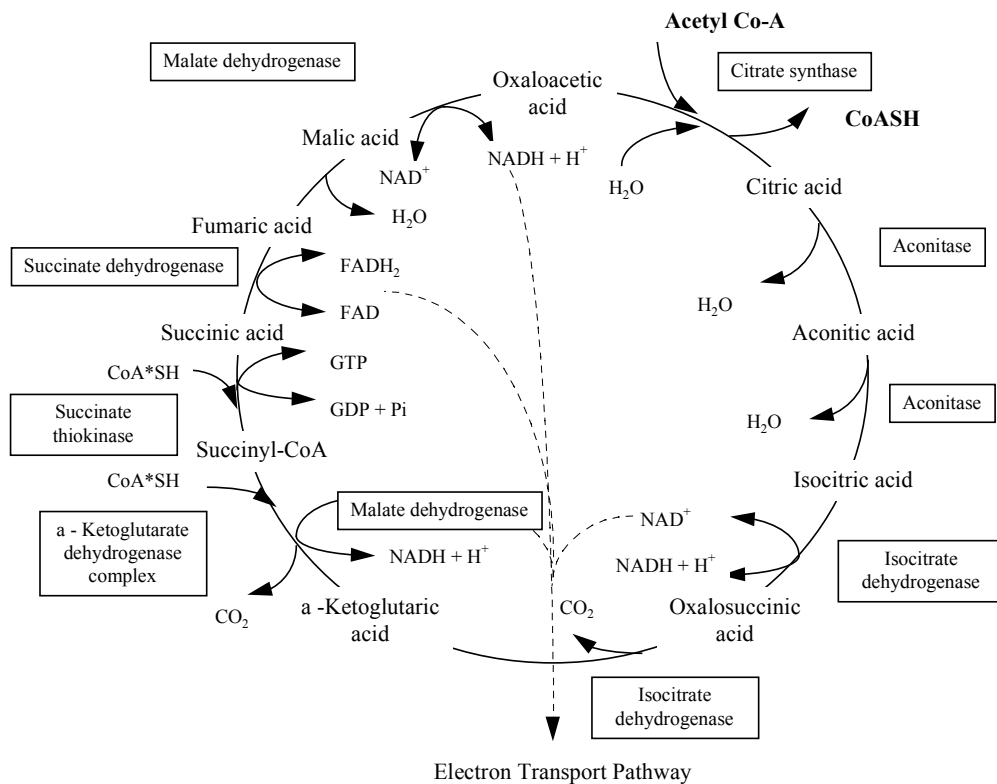 Acetyl Co-A
Malate dehydrogenase
Citrate synthase
Oxaloacetic
acid
CoASH
Malic acid
NADH + H⁺
NAD⁺
H₂O
Citric acid
H₂O
Fumaric acid
Aconitase
Succinate dehydrogenase
FADH₂
H₂O
FAD
Succinic acid
Aconitic acid
GTP
CoA*SH
GDP + Pi
Aconitase
Succinate
thiokinase
H₂O
Succinyl-CoA
Isocitric acid
CoA*SH
Malate dehydrogenase
NAD⁺
a - Ketoglutarate
dehydrogenase
complex
NADH + H⁺
NADH + H⁺
Isocitrate
dehydrogenase
CO₂
a -Ketoglutaric
acid
CO₂
Oxalosuccinic
acid
Isocitrate
dehydrogenase
Electron Transport Pathway